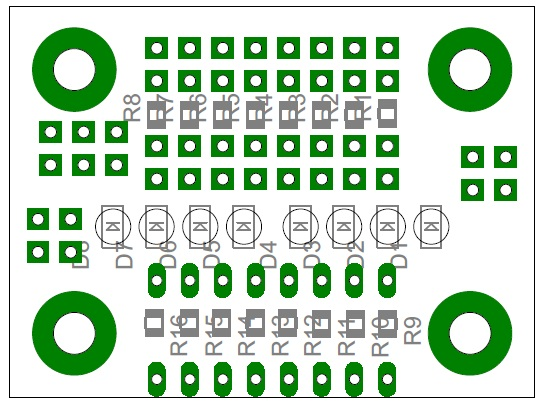 R8 R7 R6 R5 R4 R3 R2 R1
D8 D7 D6 D5 D4 D3 D2 D1
R16 R15 R14 R13 R12 R11 R10 R9